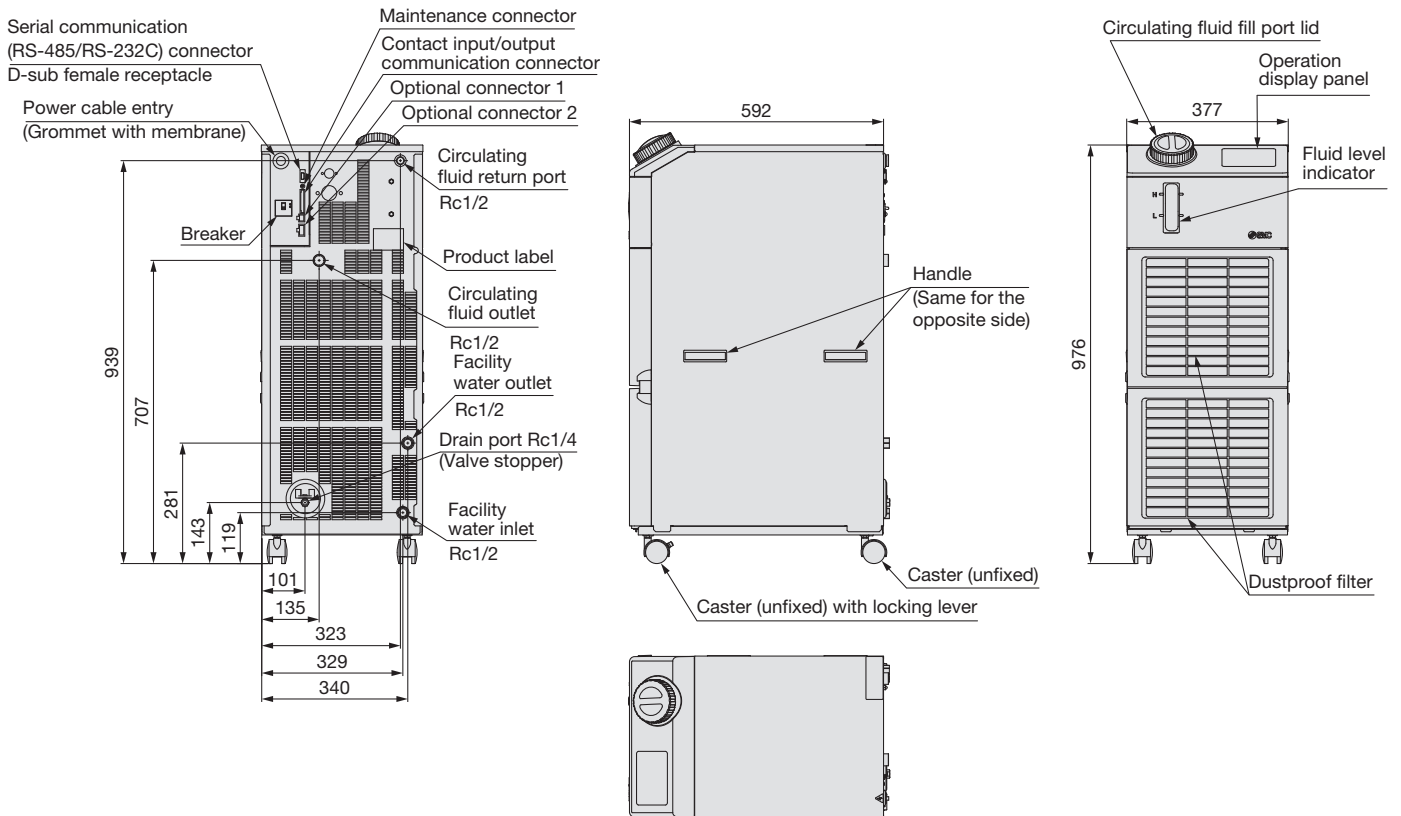 Serial communication
(RS-485/RS-232C) connector
D-sub female receptacle
Power cable entry
(Grommet with membrane)
Maintenance connector
Contact input/output
communication connector
Optional connector 1
Optional connector 2
Circulating
fluid return port
Rc1/2
Breaker
Product label
Circulating
fluid outlet
Rc1/2
Facility
water outlet
Rc1/2
Drain port Rc1/4
(Valve stopper)
Facility
water inlet
Rc1/2
939
707
281
143
119
101
135
323
329
340
592
Handle
(Same for the
opposite side)
Caster (unfixed)
Caster (unfixed) with locking lever
Circulating fluid fill port lid
Operation
display panel
377
Fluid level
indicator
H
L
SMC
976
Dustproof filter